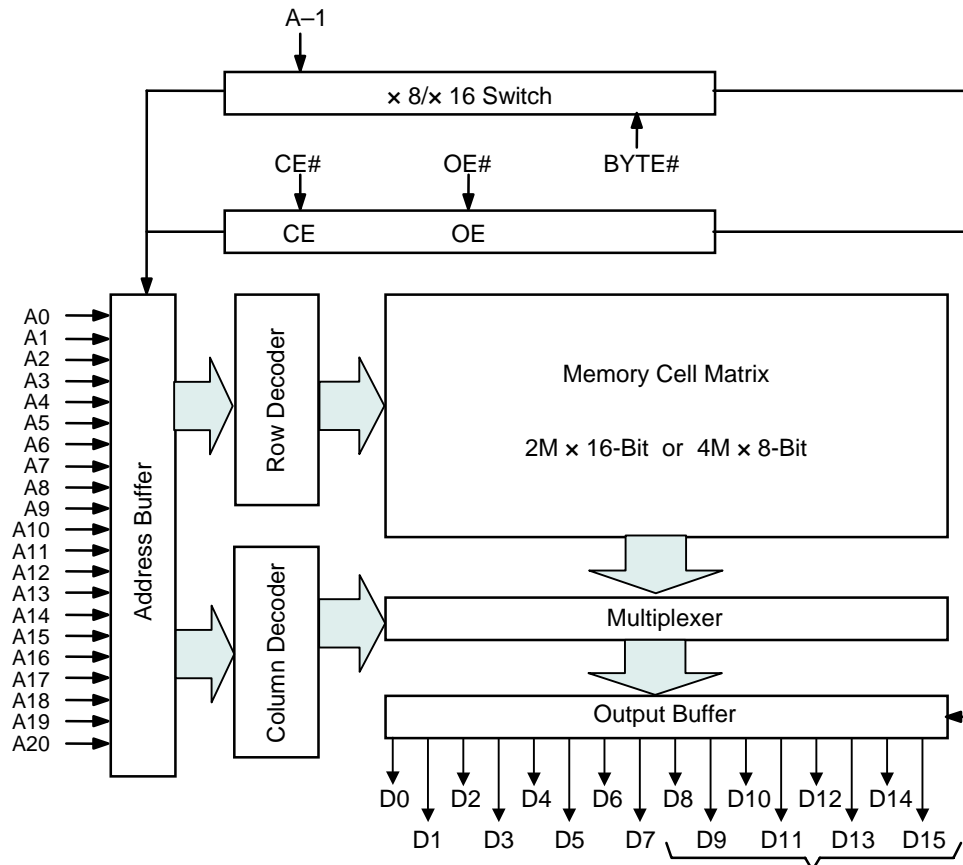 A–1
× 8/× 16 Switch
CE# OE# BYTE#
CE OE
A0
A1
A2
A3
A4
A5
A6
A7
A8
A9
A10
A11
A12
A13
A14
A15
A16
A17
A18
A19
A20
Address Buffer
Row Decoder
Column Decoder
Memory Cell Matrix
2M × 16-Bit or 4M × 8-Bit
Multiplexer
Output Buffer
D0 D2 D4 D6 D8 D10 D12 D14
D1 D3 D5 D7 D9 D11 D13 D15